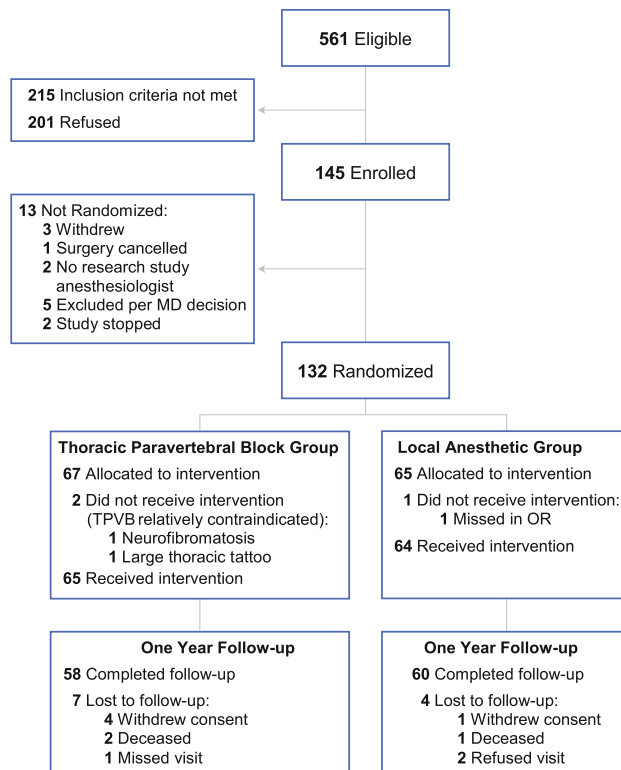 561 Eligible
215 Inclusion criteria not met
201 Refused
145 Enrolled
13 Not Randomized:
3 Withdrew
1 Surgery cancelled
2 No research study
anesthesiologist
5 Excluded per MD decision
2 Study stopped
132 Randomized
Thoracic Paravertebral Block Group
67 Allocated to intervention
2 Did not receive intervention
(TPVB relatively contraindicated):
1 Neurofibromatosis
1 Large thoracic tattoo
65 Received intervention
Local Anesthetic Group
65 Allocated to intervention
1 Did not receive intervention:
1 Missed in OR
64 Received intervention
One Year Follow-up
58 Completed follow-up
7 Lost to follow-up:
4 Withdrew consent
2 Deceased
1 Missed visit
One Year Follow-up
60 Completed follow-up
4 Lost to follow-up:
1 Withdrew consent
1 Deceased
2 Refused visit